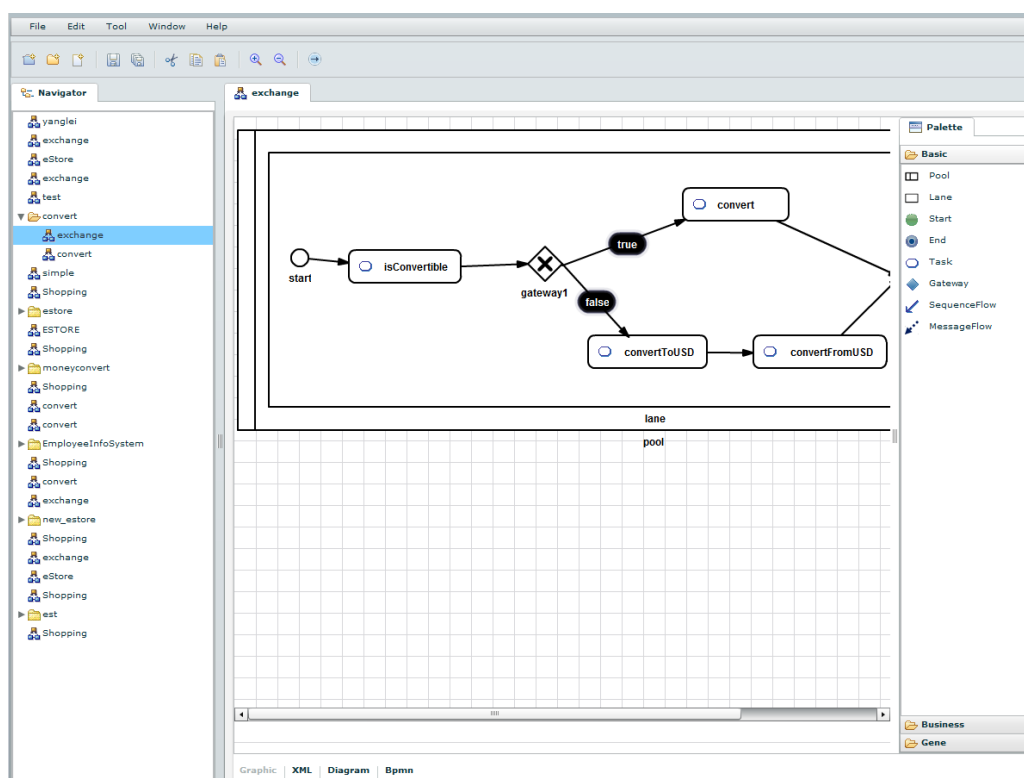 File Edit Tool Window Help
Navigator
yanglei
exchange
eStore
exchange
test
convert
exchange
convert
simple
Shopping
estore
ESTORE
Shopping
moneyconvert
Shopping
convert
convert
EmployeeInfoSystem
Shopping
convert
exchange
new_estore
Shopping
exchange
eStore
Shopping
est
Shopping
exchange
convert
true
start
isConvertible
gateway1
false
convertToUSD
convertFromUSD
lane
pool
Palette
Basic
Pool
Lane
Start
End
Task
Gateway
SequenceFlow
MessageFlow
Business
Gene
Graphic XML Diagram Bpmn